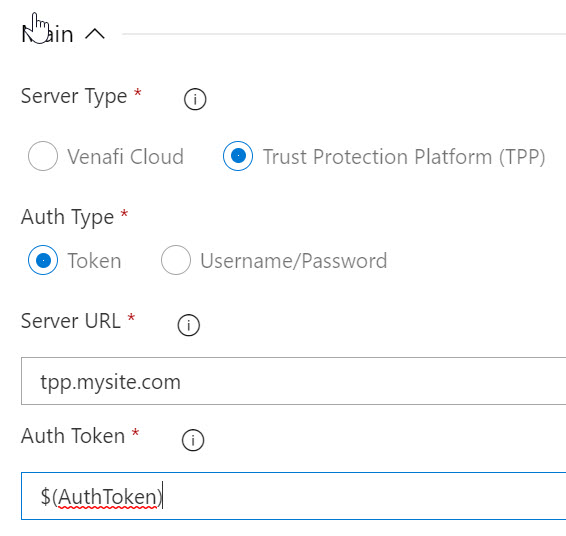 Main
Server Type *
Venafi Cloud Trust Protection Platform (TPP)
Auth Type *
Token Username/Password
Server URL *
tpp.mysite.com
Auth Token *
$(AuthToken)